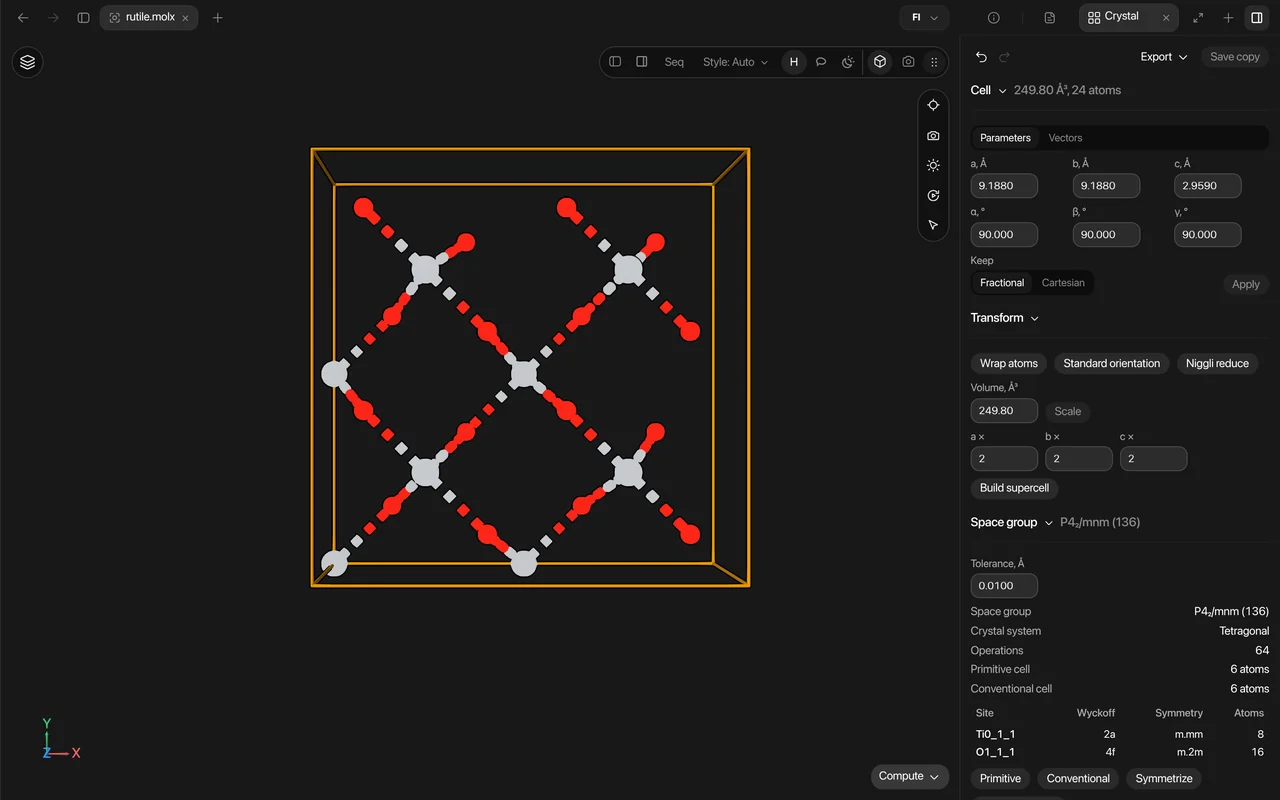 rutile.molx
FI
Crystal
Seq
Style: Auto
H
Export
Save copy
Cell
249.80 Å³, 24 atoms
Parameters
Vectors
a, Å
b, Å
c, Å
9.1880
9.1880
2.9590
α, °
β, °
γ, °
90.000
90.000
90.000
Keep
Fractional
Cartesian
Apply
Transform
Wrap atoms
Standard orientation
Niggli reduce
Volume, Å³
249.80
Scale
a ×
b ×
c ×
2
2
2
Build supercell
Space group
P4₂/mnm (136)
Tolerance, Å
0.0100
Space group
P4₂/mnm (136)
Crystal system
Tetragonal
Operations
64
Primitive cell
6 atoms
Conventional cell
6 atoms
Site
Wyckoff
Symmetry
Atoms
Ti0_1_1
2a
m.mm
8
O1_1_1
4f
m.2m
16
Primitive
Conventional
Symmetrize
Y
Z
X
Compute